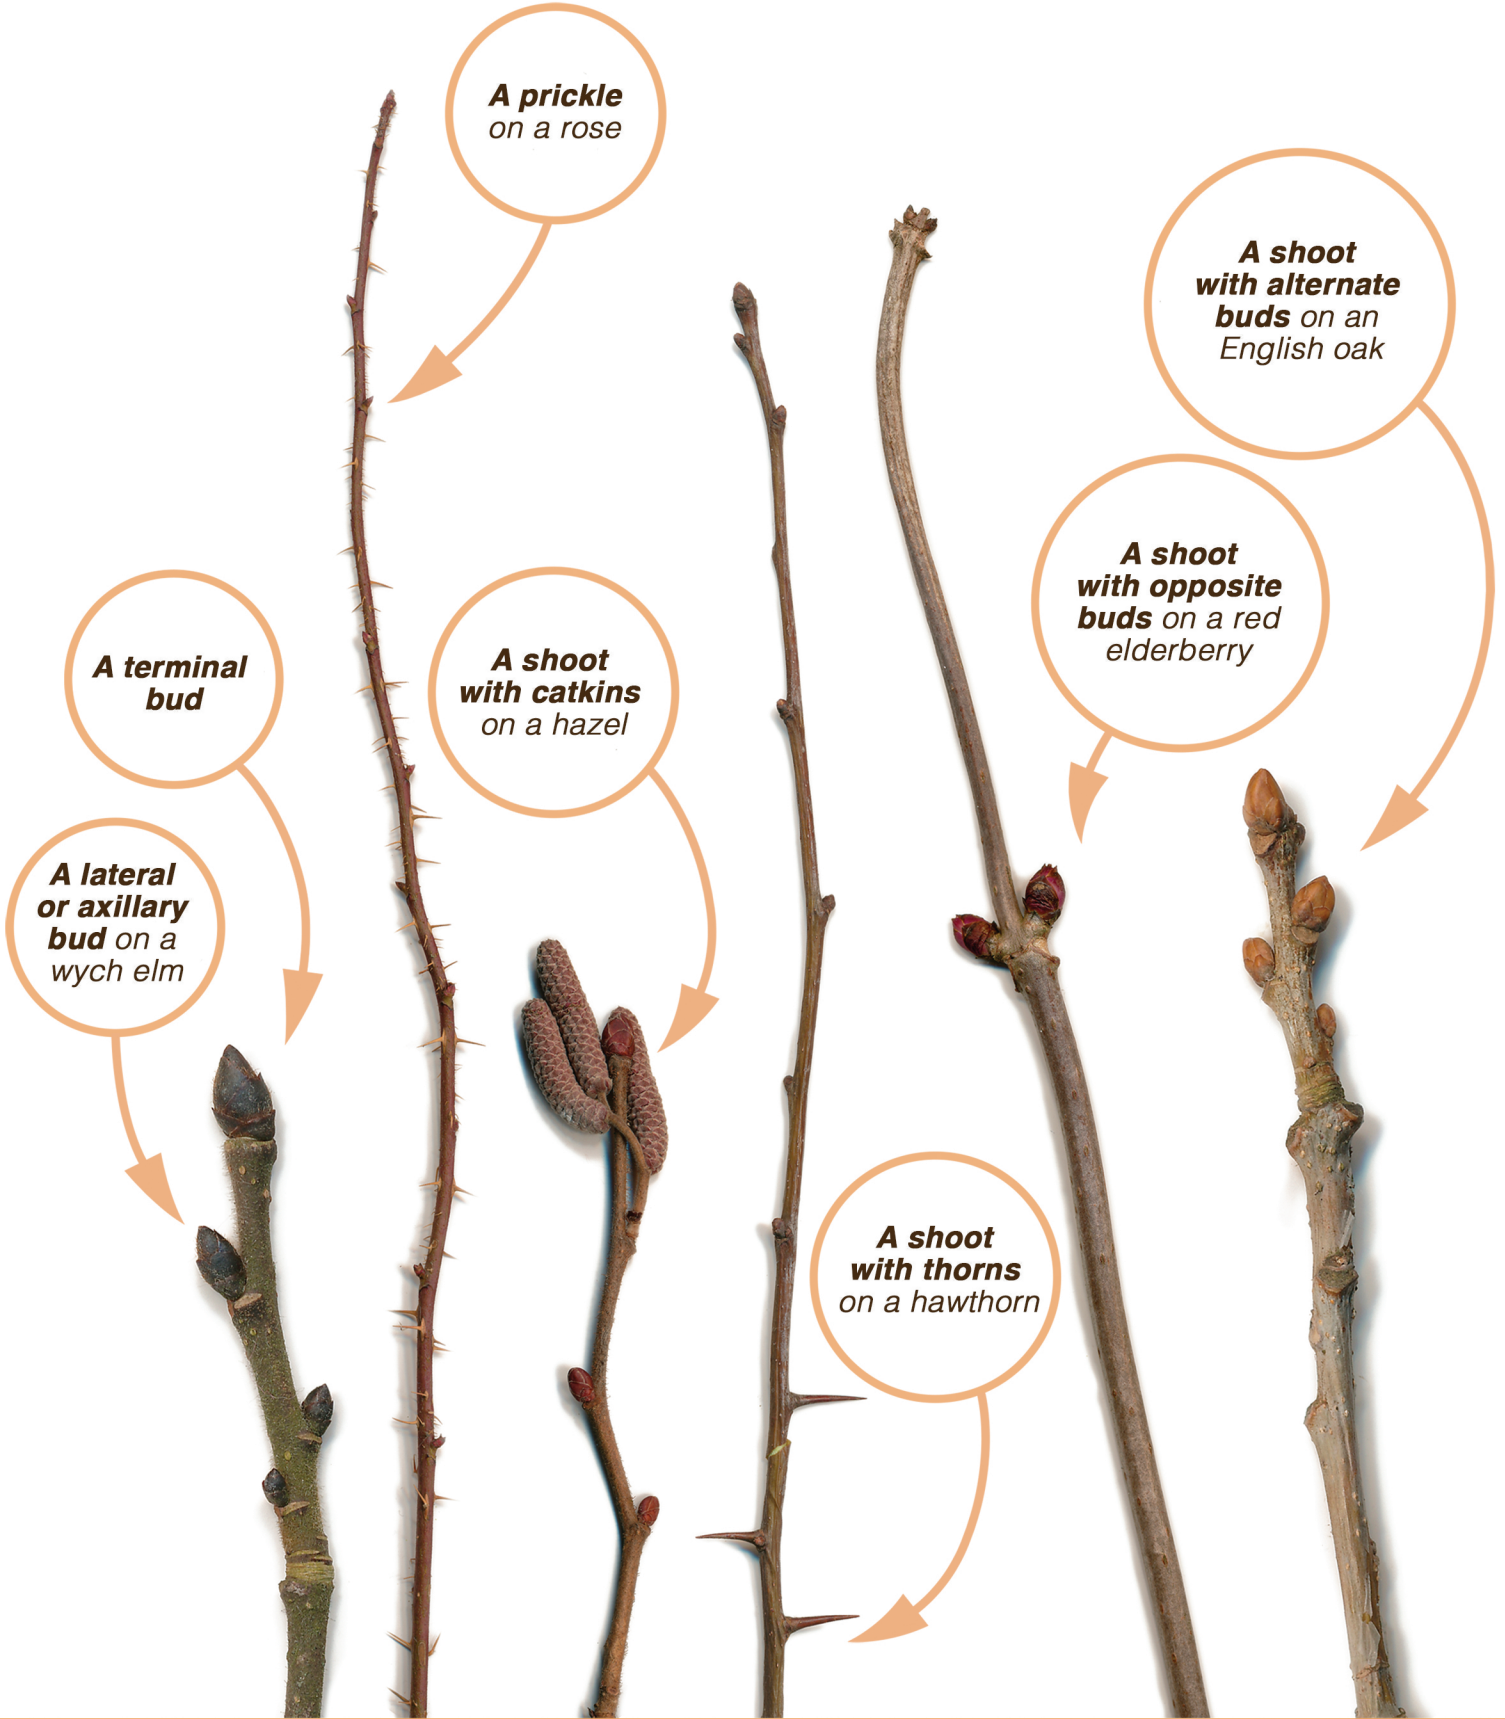 A prickle
on a rose
A shoot
with alternate
buds on an
English oak
A shoot
with opposite
buds on a red
elderberry
A terminal
bud
A shoot
with catkins
on a hazel
A lateral
or axillary
bud on a
wych elm
A shoot
with thorns
on a hawthorn